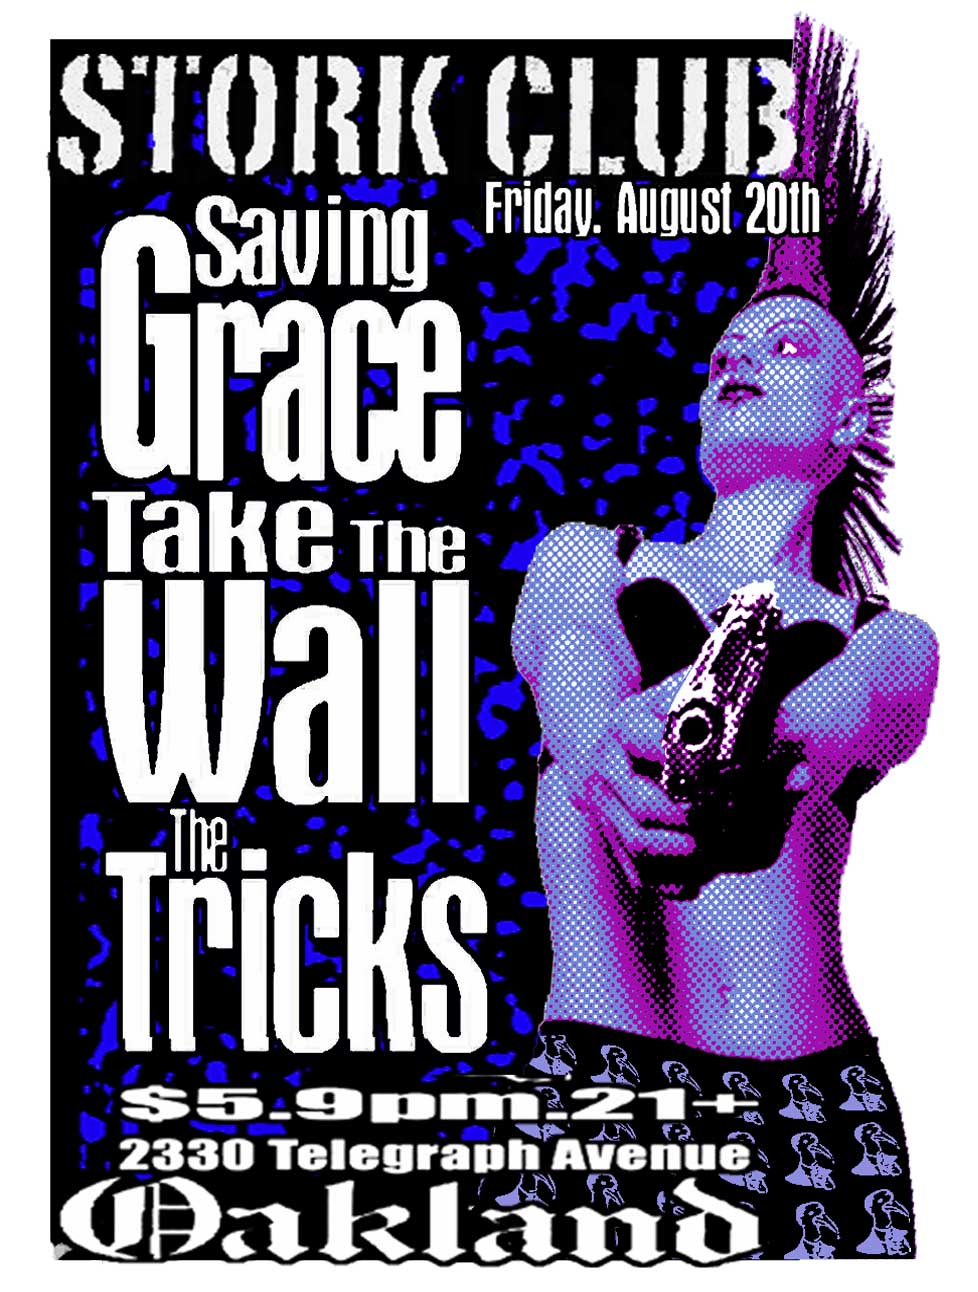 STORK CLUB
Friday. August 20th
Saving
Grace
Take The
Wall
The
Tricks
$5.9pm.21+
2330 Telegraph Avenue
Oakland